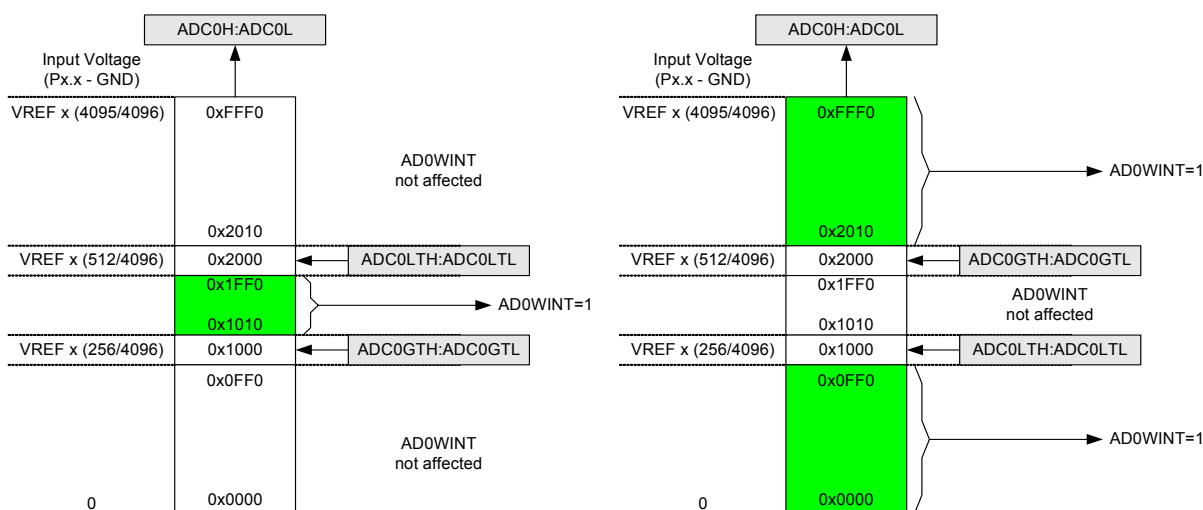 ADC0H:ADC0L
Input Voltage
(Px.x - GND)
VREF x (4095/4096)
0xFFF0
AD0WINT
not affected
0x2010
VREF x (512/4096)
0x2000
ADC0LTH:ADC0LTL
0x1FF0
AD0WINT=1
0x1010
VREF x (256/4096)
0x1000
ADC0GTH:ADC0GTL
0x0FF0
AD0WINT
not affected
0
0x0000
ADC0H:ADC0L
Input Voltage
(Px.x - GND)
VREF x (4095/4096)
0xFFF0
AD0WINT=1
0x2010
VREF x (512/4096)
0x2000
ADC0GTH:ADC0GTL
0x1FF0
AD0WINT
not affected
0x1010
VREF x (256/4096)
0x1000
ADC0LTH:ADC0LTL
0x0FF0
AD0WINT=1
0
0x0000